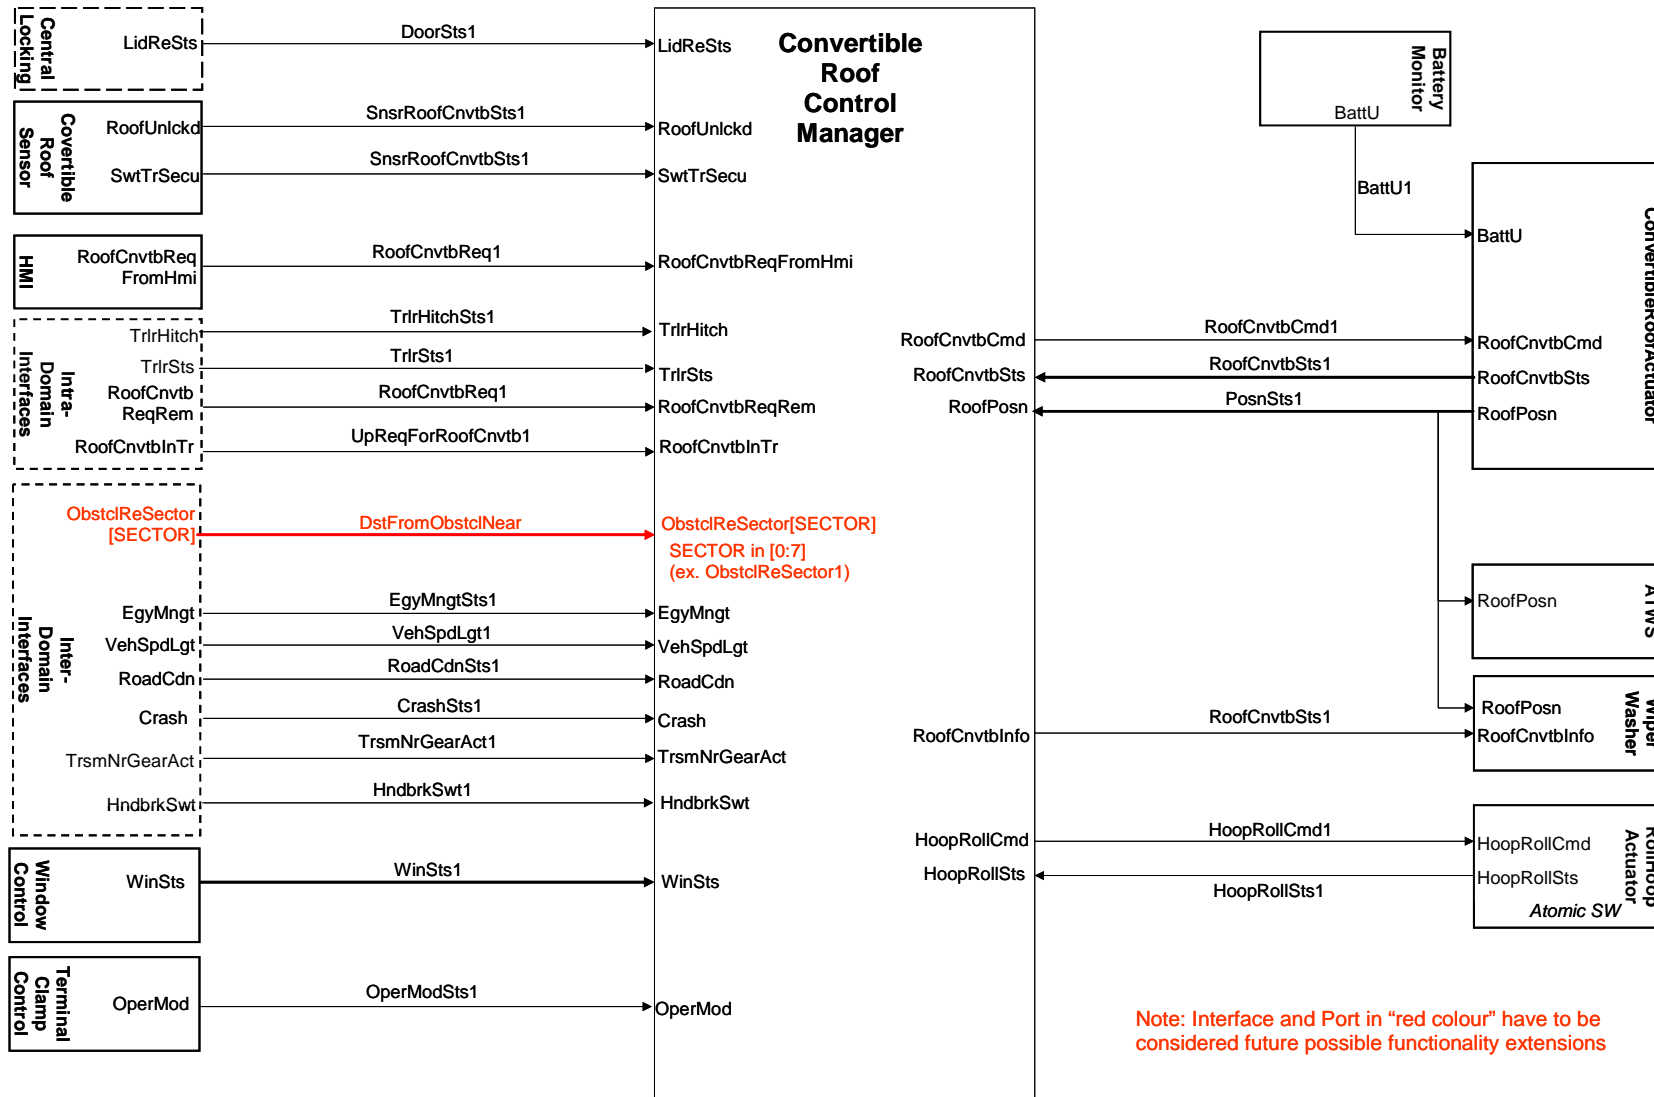 Central
Locking
LidReSts
DoorSts1
LidReSts
Convertible
Roof
Control
Manager
Battery
Monitor
BattU
BattU1
Covertible
Roof
Sensor
RoofUnlckd
SnsrRoofCnvtbSts1
RoofUnlckd
SwtTrSecu
SnsrRoofCnvtbSts1
SwtTrSecu
HMI
RoofCnvtbReq
FromHmi
RoofCnvtbReq1
RoofCnvtbReqFromHmi
Intra-
Domain
Interfaces
TrlrHitch
TrlrHitchSts1
TrlrHitch
TrlrSts
TrlrSts1
TrlrSts
RoofCnvtb
ReqRem
RoofCnvtbReq1
RoofCnvtbReqRem
RoofCnvtbInTr
UpReqForRoofCnvtb1
RoofCnvtbInTr
ConvertibleRoofActuator
BattU
RoofCnvtbCmd
RoofCnvtbCmd1
RoofCnvtbCmd
RoofCnvtbSts
RoofCnvtbSts1
RoofCnvtbSts
RoofPosn
PosnSts1
RoofPosn
Inter-
Domain
Interfaces
ObstclReSector
[SECTOR]
DstFromObstclNear
ObstclReSector[SECTOR]
SECTOR in [0:7]
(ex. ObstclReSector1)
EgyMngt
EgyMngtSts1
EgyMngt
VehSpdLgt
VehSpdLgt1
VehSpdLgt
RoadCdn
RoadCdnSts1
RoadCdn
Crash
CrashSts1
Crash
TrsmNrGearAct
TrsmNrGearAct1
TrsmNrGearAct
HndbrkSwt
HndbrkSwt1
HndbrkSwt
ATWS
RoofPosn
Wiper
Washer
RoofPosn
RoofCnvtbInfo
RoofCnvtbSts1
RoofCnvtbInfo
RollHoop
Actuator
HoopRollCmd
HoopRollCmd1
HoopRollCmd
HoopRollSts
HoopRollSts1
HoopRollSts
Atomic SW
Window
Control
WinSts
WinSts1
WinSts
Terminal
Clamp
Control
OperMod
OperModSts1
OperMod
Note: Interface and Port in “red colour” have to be
considered future possible functionality extensions